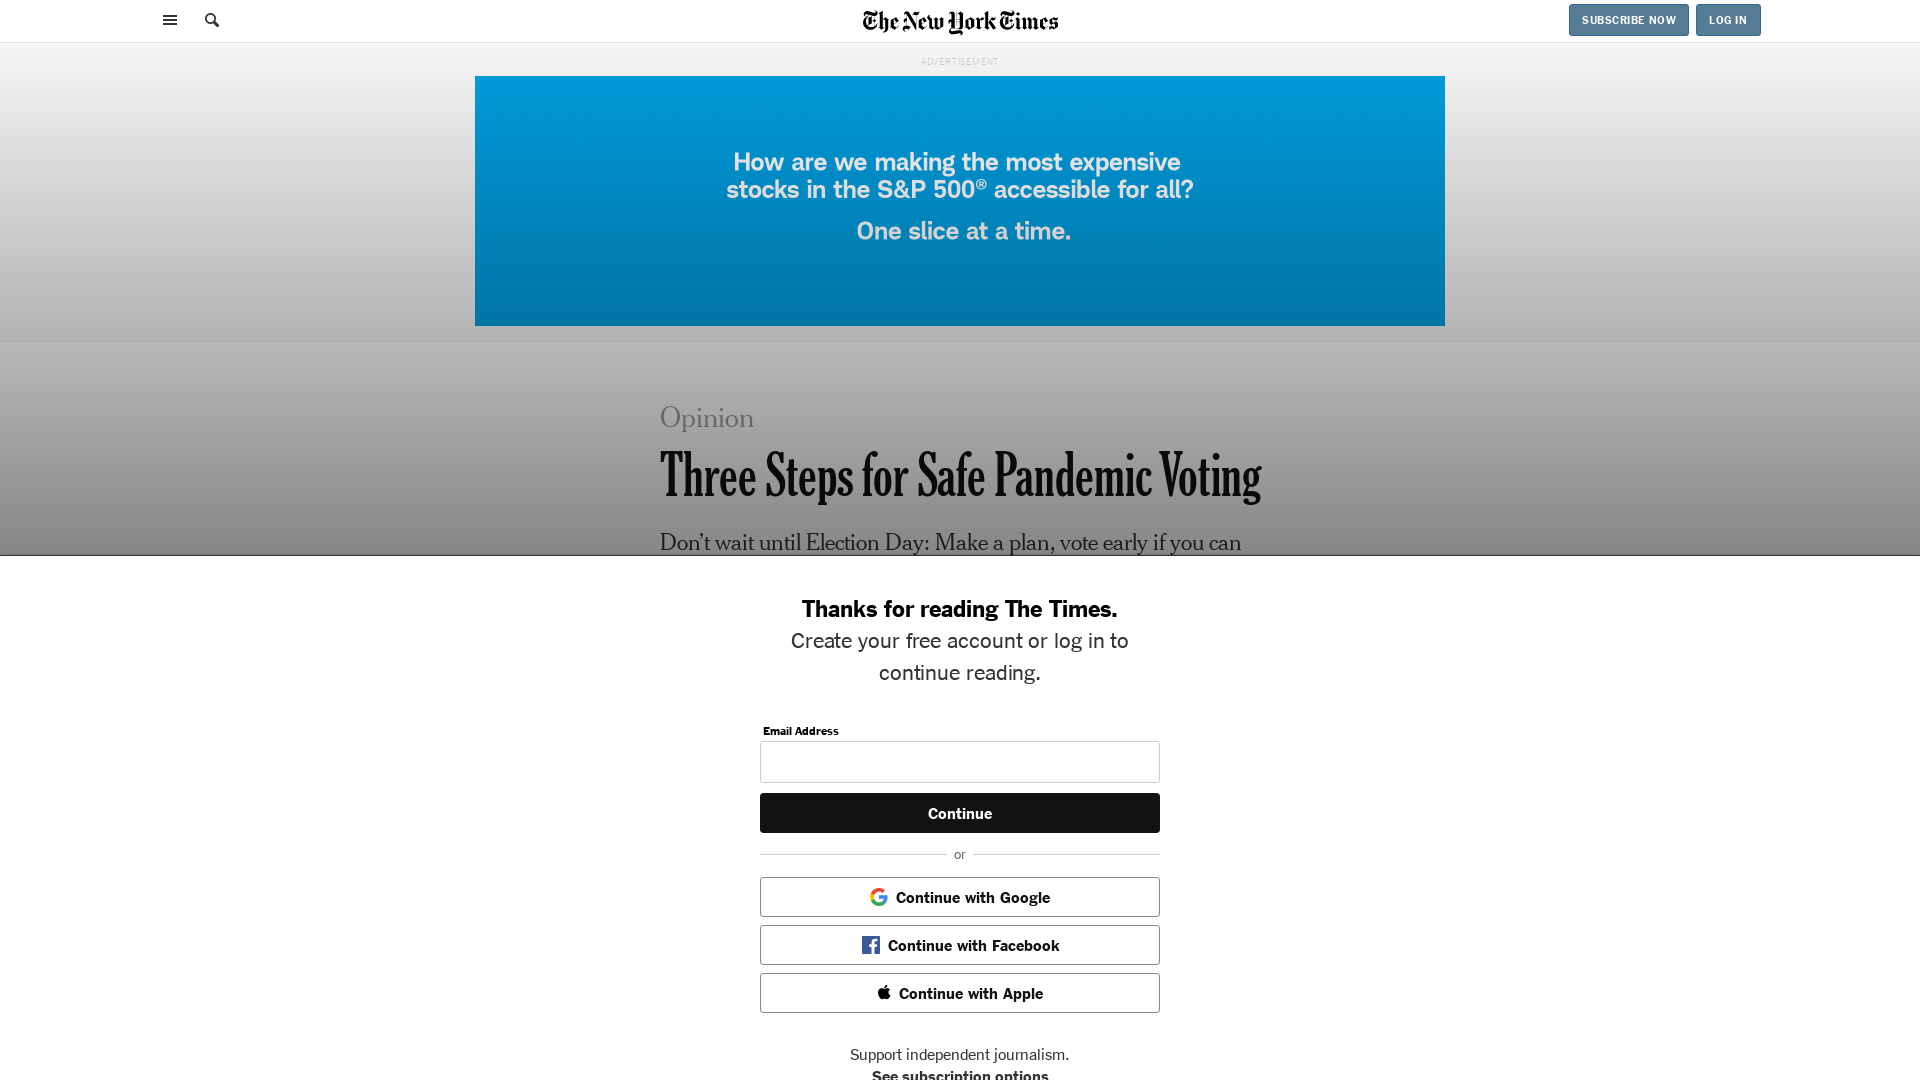 The New York Times
SUBSCRIBE NOW
LOG IN
ADVERTISEMENT
How are we making the most expensive
stocks in the S&P 500® accessible for all?
One slice at a time.
Opinion
Three Steps for Safe Pandemic Voting
Don’t wait until Election Day: Make a plan, vote early if you can
Thanks for reading The Times.
Create your free account or log in to
continue reading.
Email Address
Continue
or
Continue with Google
Continue with Facebook
Continue with Apple
Support independent journalism.
See subscription options